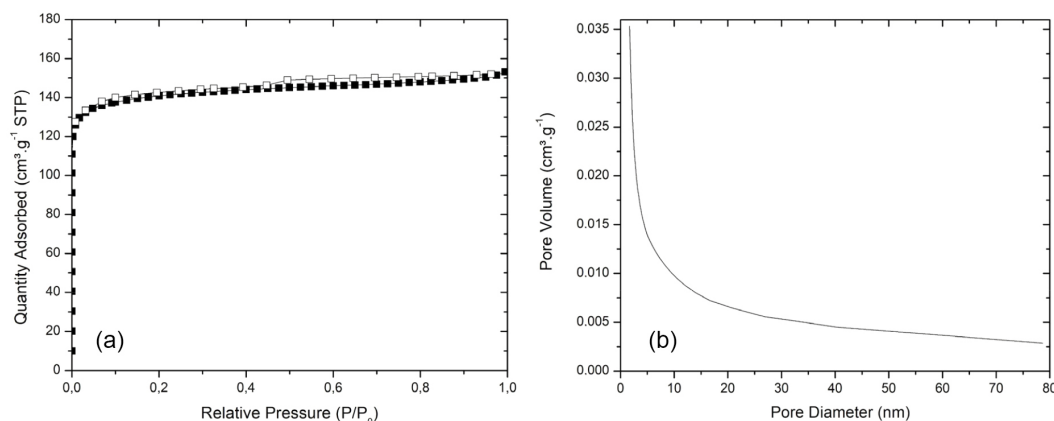 180
160
140
120
100
80
60
40
20
0
Quantity Adsorbed (cm³.g⁻¹ STP)
(a)
0,0 0,2 0,4 0,6 0,8 1,0
Relative Pressure (P/P₀)
0.035
0.030
0.025
0.020
0.015
0.010
0.005
0.000
Pore Volume (cm³.g⁻¹)
(b)
0 10 20 30 40 50 60 70 80
Pore Diameter (nm)